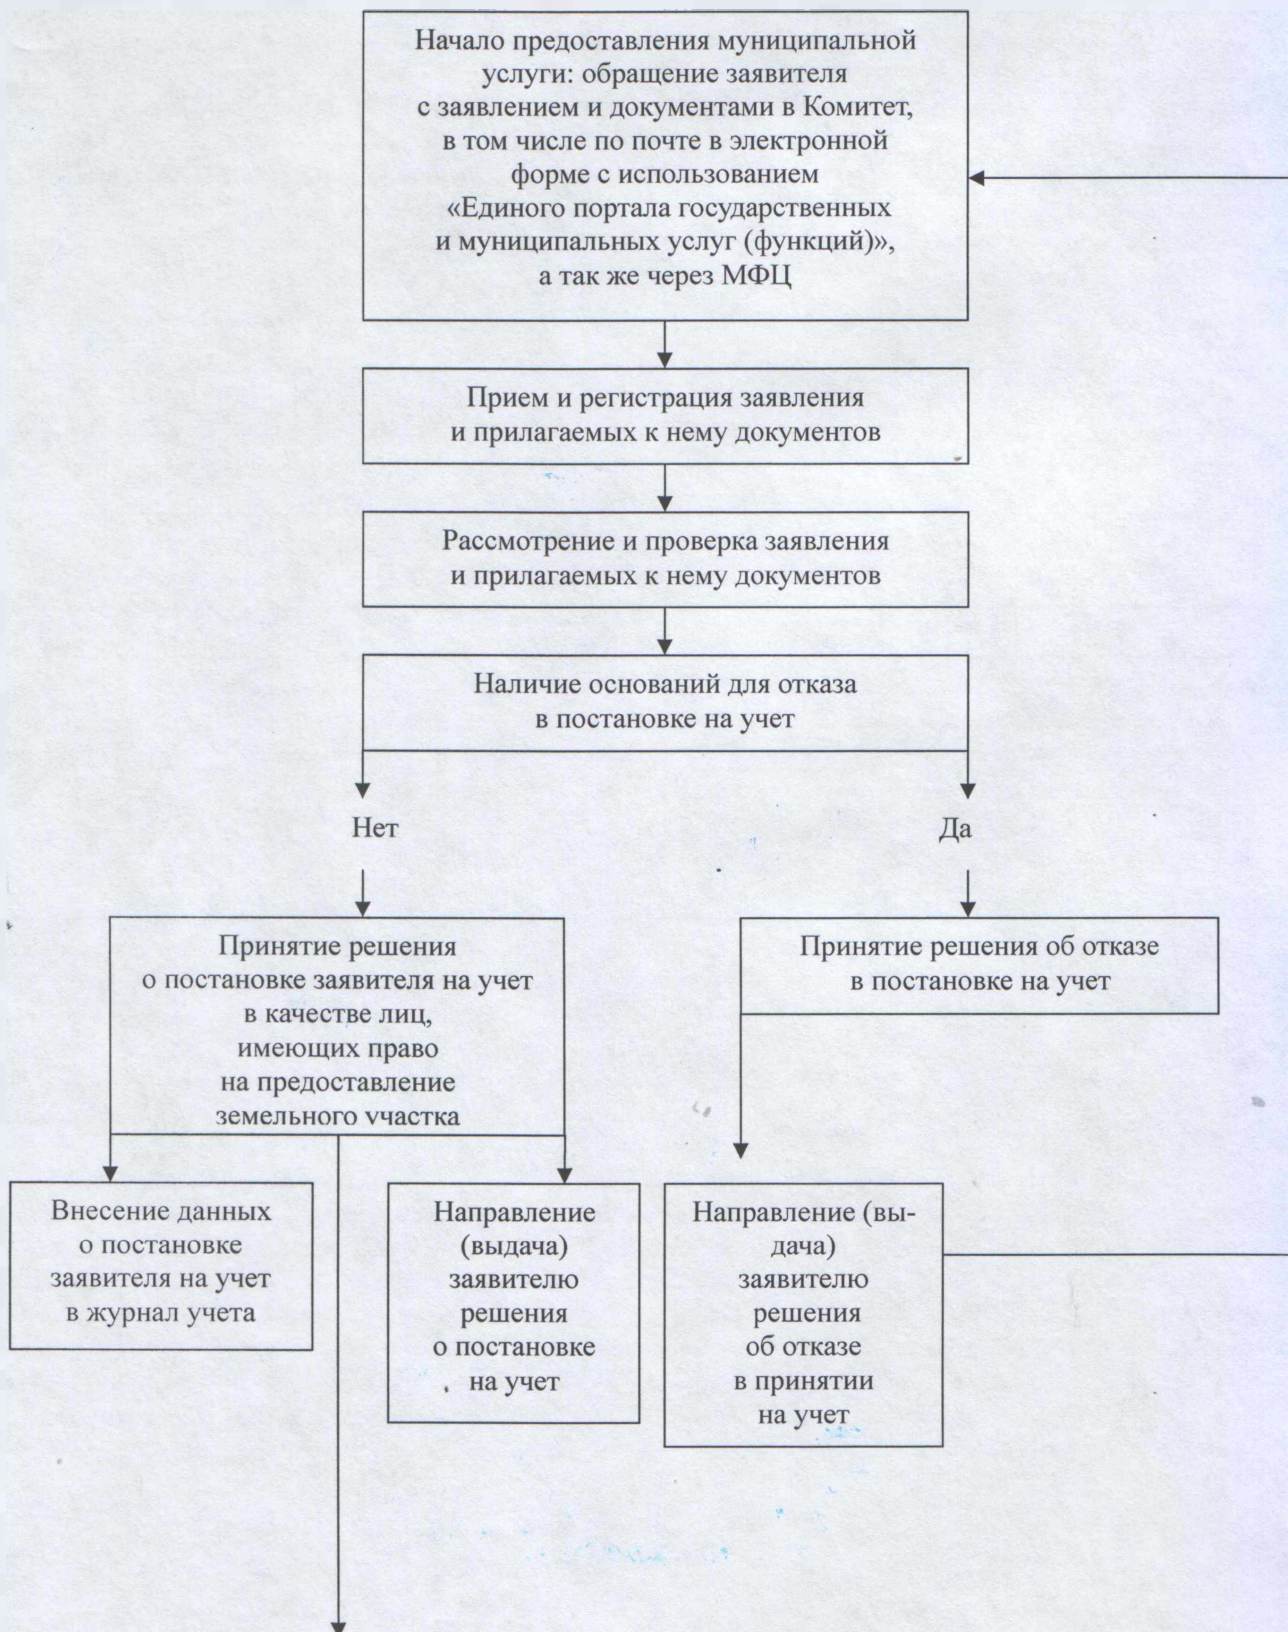 Начало предоставления муниципальной
услуги: обращение заявителя
с заявлением и документами в Комитет,
в том числе по почте в электронной
форме с использованием
«Единого портала государственных
и муниципальных услуг (функций)»,
а так же через МФЦ
Прием и регистрация заявления
и прилагаемых к нему документов
Рассмотрение и проверка заявления
и прилагаемых к нему документов
Наличие оснований для отказа
в постановке на учет
Нет
Да
Принятие решения
о постановке заявителя на учет
в качестве лиц,
имеющих право
на предоставление
земельного участка
Принятие решения об отказе
в постановке на учет
Внесение данных
о постановке
заявителя на учет
в журнал учета
Направление
(выдача)
заявителю
решения
о постановке
на учет
Направление (вы-
дача)
заявителю
решения
об отказе
в принятии
на учет